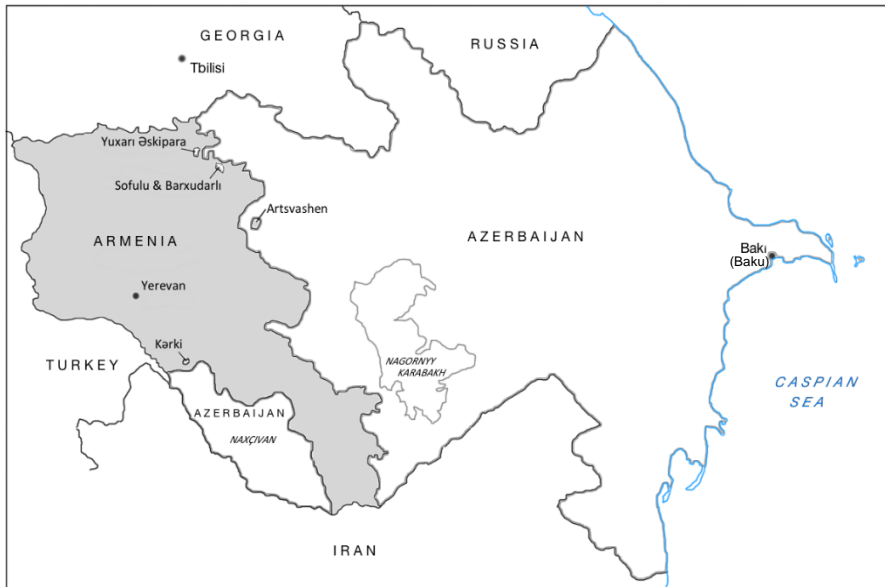 GEORGIA
RUSSIA
Tbilisi
Yuxarı Əskipara
Sofulu & Barxudarlı
Artsvashen
ARMENIA
AZERBAIJAN
Bakı
(Baku)
Yerevan
Kərki
TURKEY
NAGORNYY
KARABAKH
CASPIAN
SEA
AZERBAIJAN
NAXÇIVAN
IRAN